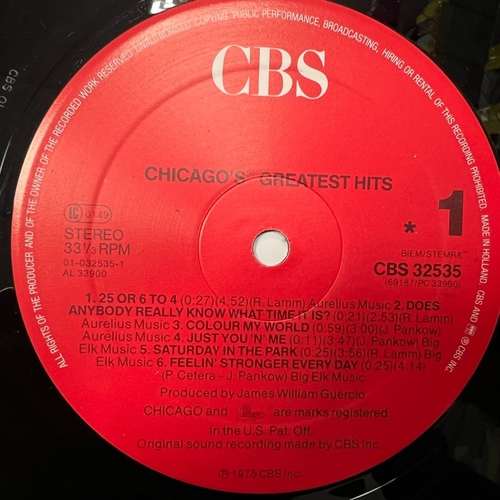 ALL RIGHTS OF THE PRODUCER AND OF THE OWNER OF THE RECORDED WORK RESERVED COPYING, PUBLIC PERFORMANCE, BROADCASTING, HIRING OR RENTAL OF THIS RECORDING PROHIBITED. MADE IN HOLLAND. CBS AND ℗ CBS INC.
CBS
CHICAGO'S GREATEST HITS
LC 0149
STEREO
33⅓ RPM
01-032535-1
AL 33900
* 1
BIEM/STEMRA
CBS 32535
(69187/PC 33900)
1. 25 OR 6 TO 4 (0:27)(4,52)(R. Lamm) Aurelius Music 2. DOES
ANYBODY REALLY KNOW WHAT TIME IT IS? (0:21)(2,53)(R. Lamm)
Aurelius Music 3. COLOUR MY WORLD (0:59)(3:00)(J. Pankow)
Aurelius Music 4. JUST YOU 'N' ME (0:11)(3:47)(J. Pankow) Big
Elk Music 5. SATURDAY IN THE PARK (0:25)(3:56)(R. Lamm) Big
Elk Music 6. FEELIN' STRONGER EVERY DAY (0:25)(4:14)
(P. Cetera - J. Pankow) Big Elk Music
Produced by James William Guercio
CHICAGO and are marks registered
in the U.S. Pat. Off.
Original sound recording made by CBS Inc.
℗ 1975 CBS Inc.